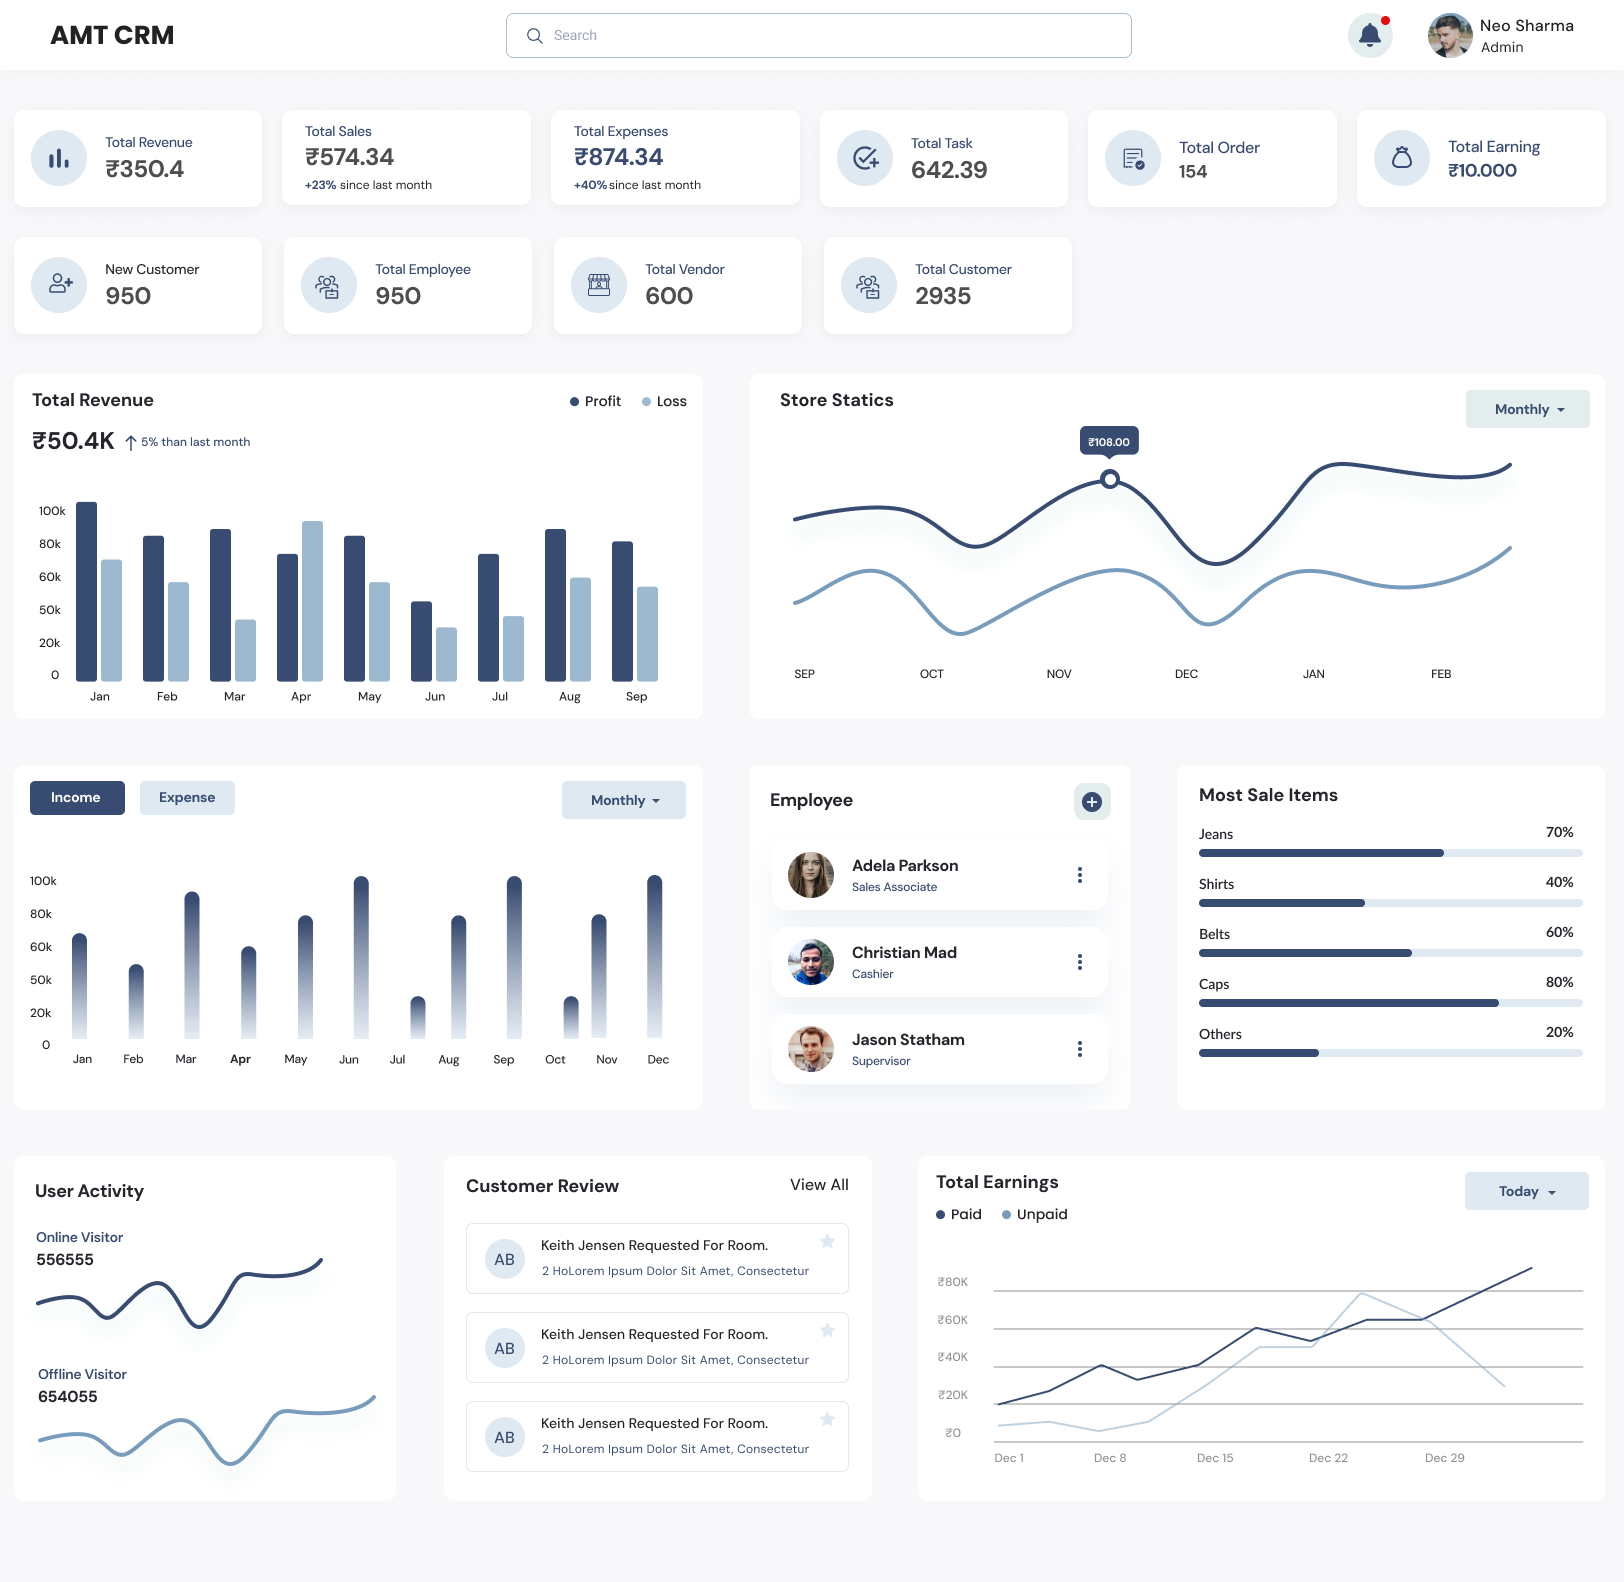 AMT CRM
Search
Neo Sharma
Admin
Total Revenue
₹350.4
Total Sales
₹574.34
+23% since last month
Total Expenses
₹874.34
+40% since last month
Total Task
642.39
Total Order
154
Total Earning
₹10.000
New Customer
950
Total Employee
950
Total Vendor
600
Total Customer
2935
Total Revenue
Profit Loss
₹50.4K 5% than last month
100k
80k
60k
50k
20k
0
Jan Feb Mar Apr May Jun Jul Aug Sep
Store Statics
Monthly
₹108.00
SEP OCT NOV DEC JAN FEB
Income Expense Monthly
100k
80k
60k
50k
20k
0
Jan Feb Mar Apr May Jun Jul Aug Sep Oct Nov Dec
Employee
Adela Parkson
Sales Associate
Christian Mad
Cashier
Jason Statham
Supervisor
Most Sale Items
Jeans 70%
Shirts 40%
Belts 60%
Caps 80%
Others 20%
User Activity
Online Visitor
556555
Offline Visitor
654055
Customer Review View All
AB
Keith Jensen Requested For Room.
2 HoLorem Ipsum Dolor Sit Amet, Consectetur
AB
Keith Jensen Requested For Room.
2 HoLorem Ipsum Dolor Sit Amet, Consectetur
AB
Keith Jensen Requested For Room.
2 HoLorem Ipsum Dolor Sit Amet, Consectetur
Total Earnings
Today
Paid Unpaid
₹80K
₹60K
₹40K
₹20K
₹0
Dec 1 Dec 8 Dec 15 Dec 22 Dec 29